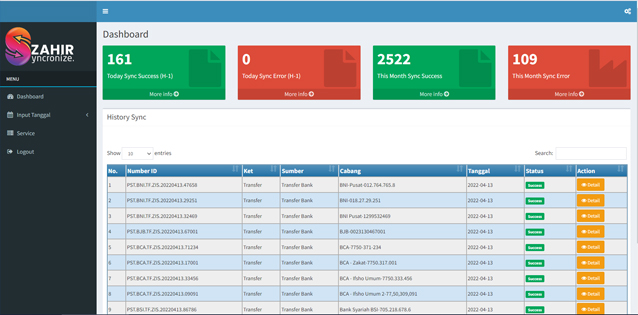 ZAHIR
yncronize.
MENU
Dashboard
Input Tanggal
Service
Logout
Dashboard
161
Today Sync Success (H-1)
More Info
0
Today Sync Error (H-1)
More Info
2522
This Month Sync Success
More Info
109
This Month Sync Error
More Info
History Sync
Show 10 entries
Search:
No. Number ID Ket Sumber Cabang Tanggal Status Action
1 PST.BNI.TF.ZIS.20220413.47658 Transfer Transfer Bank BNI-Pusat-012.764.765.8 2022-04-13 Success Detail
2 PST.BNI.TF.ZIS.20220413.29251 Transfer Transfer Bank BNI-018.27.29.251 2022-04-13 Success Detail
3 PST.BNI.TF.ZIS.20220413.32469 Transfer Transfer Bank BNI Pusat-1299532469 2022-04-13 Success Detail
4 PST.BJB.TF.ZIS.20220413.67001 Transfer Transfer Bank BJB-0023130467001 2022-04-13 Success Detail
5 PST.BCA.TF.ZIS.20220413.71234 Transfer Transfer Bank BCA-7750-371-234 2022-04-13 Success Detail
6 PST.BCA.TF.ZIS.20220413.17001 Transfer Transfer Bank BCA - Zakat-7750.317.001 2022-04-13 Success Detail
7 PST.BCA.TF.ZIS.20220413.33456 Transfer Transfer Bank BCA - Riho Umum-7750.333.456 2022-04-13 Success Detail
8 PST.BCA.TF.ZIS.20220413.09091 Transfer Transfer Bank BCA - Riho Umum 2-77,50,309,091 2022-04-13 Success Detail
9 PST.BSI.TF.ZIS.20220413.86786 Transfer Transfer Bank Bank Syariah BSI-705.218.678.6 2022-04-13 Success Detail